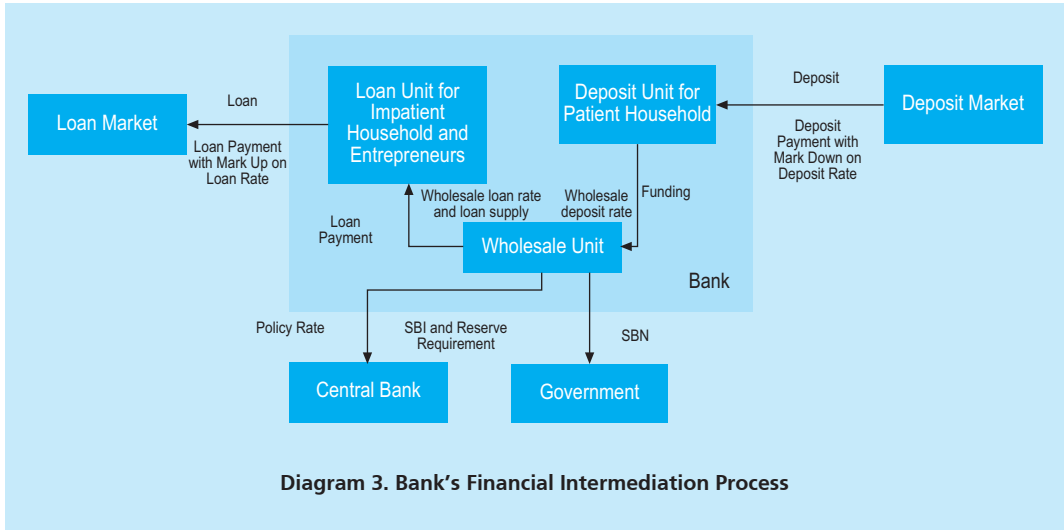 Loan Market
Loan
Loan Payment
with Mark Up on
Loan Rate
Loan Unit for
Impatient
Household and
Entrepreneurs
Deposit Unit for
Patient Household
Deposit
Deposit
Payment with
Mark Down on
Deposit Rate
Deposit Market
Loan
Payment
Wholesale loan rate
and loan supply
Wholesale
deposit rate
Funding
Wholesale Unit
Bank
Policy Rate
SBI and Reserve
Requirement
SBN
Central Bank
Government
Diagram 3. Bank's Financial Intermediation Process